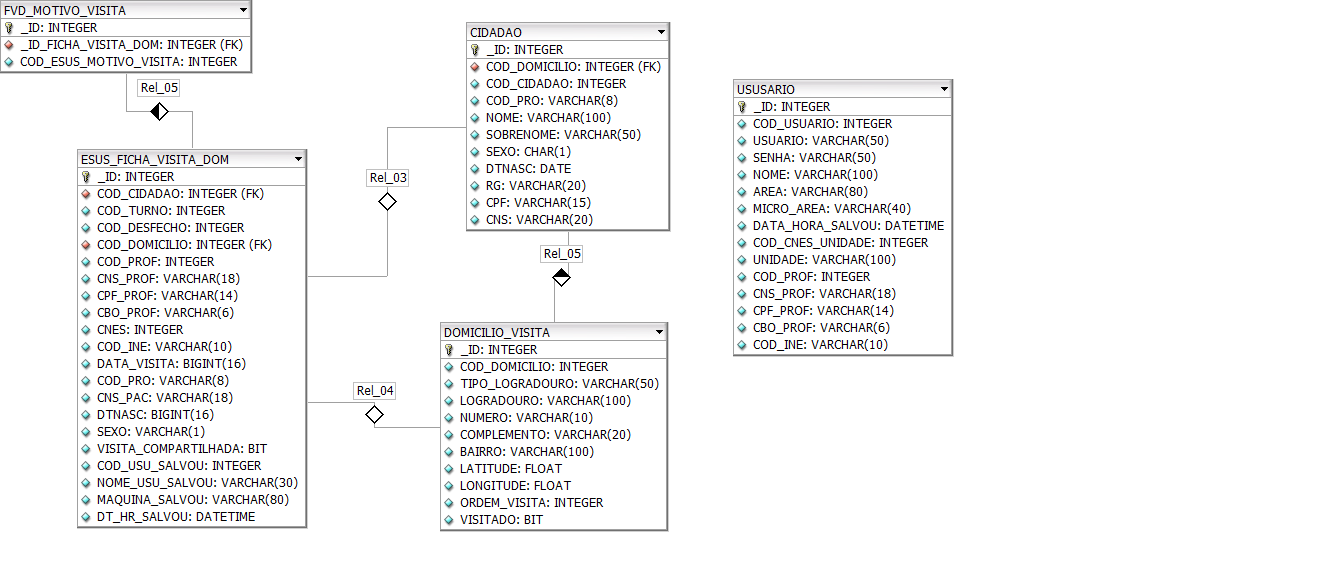 FVD_MOTIVO_VISITA
_ID: INTEGER
_ID_FICHA_VISITA_DOM: INTEGER (FK)
COD_ESUS_MOTIVO_VISITA: INTEGER
Rel_05
ESUS_FICHA_VISITA_DOM
_ID: INTEGER
COD_CIDADAO: INTEGER (FK)
COD_TURNO: INTEGER
COD_DESFECHO: INTEGER
COD_DOMICILIO: INTEGER (FK)
COD_PROF: INTEGER
CNS_PROF: VARCHAR(18)
CPF_PROF: VARCHAR(14)
CBO_PROF: VARCHAR(6)
CNES: INTEGER
COD_INE: VARCHAR(10)
DATA_VISITA: BIGINT(16)
COD_PRO: VARCHAR(8)
CNS_PAC: VARCHAR(18)
DTNASC: BIGINT(16)
SEXO: VARCHAR(1)
VISITA_COMPARTILHADA: BIT
COD_USU_SALVOU: INTEGER
NOME_USU_SALVOU: VARCHAR(30)
MAQUINA_SALVOU: VARCHAR(80)
DT_HR_SALVOU: DATETIME
Rel_03
Rel_04
CIDADAO
_ID: INTEGER
COD_DOMICILIO: INTEGER (FK)
COD_CIDADAO: INTEGER
COD_PRO: VARCHAR(8)
NOME: VARCHAR(100)
SOBRENOME: VARCHAR(50)
SEXO: CHAR(1)
DTNASC: DATE
RG: VARCHAR(20)
CPF: VARCHAR(15)
CNS: VARCHAR(20)
Rel_05
DOMICILIO_VISITA
_ID: INTEGER
COD_DOMICILIO: INTEGER
TIPO_LOGRADOURO: VARCHAR(50)
LOGRADOURO: VARCHAR(100)
NUMERO: VARCHAR(10)
COMPLEMENTO: VARCHAR(20)
BAIRRO: VARCHAR(100)
LATITUDE: FLOAT
LONGITUDE: FLOAT
ORDEM_VISITA: INTEGER
VISITADO: BIT
USUSARIO
_ID: INTEGER
COD_USUARIO: INTEGER
USUARIO: VARCHAR(50)
SENHA: VARCHAR(50)
NOME: VARCHAR(100)
AREA: VARCHAR(80)
MICRO_AREA: VARCHAR(40)
DATA_HORA_SALVOU: DATETIME
COD_CNES_UNIDADE: INTEGER
UNIDADE: VARCHAR(100)
COD_PROF: INTEGER
CNS_PROF: VARCHAR(18)
CPF_PROF: VARCHAR(14)
CBO_PROF: VARCHAR(6)
COD_INE: VARCHAR(10)